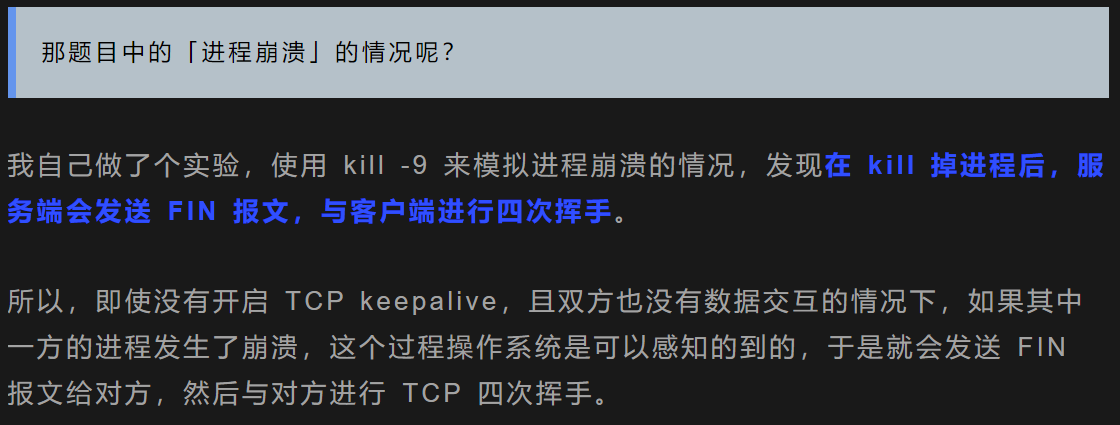 那题目中的「进程崩溃」的情况呢？
我自己做了个实验，使用 kill -9 来模拟进程崩溃的情况，发现在 kill 掉进程后，服
务端会发送 FIN 报文，与客户端进行四次挥手。
所以，即使没有开启 TCP keepalive，且双方也没有数据交互的情况下，如果其中
一方的进程发生了崩溃，这个过程操作系统是可以感知的到的，于是就会发送 FIN
报文给对方，然后与对方进行 TCP 四次挥手。